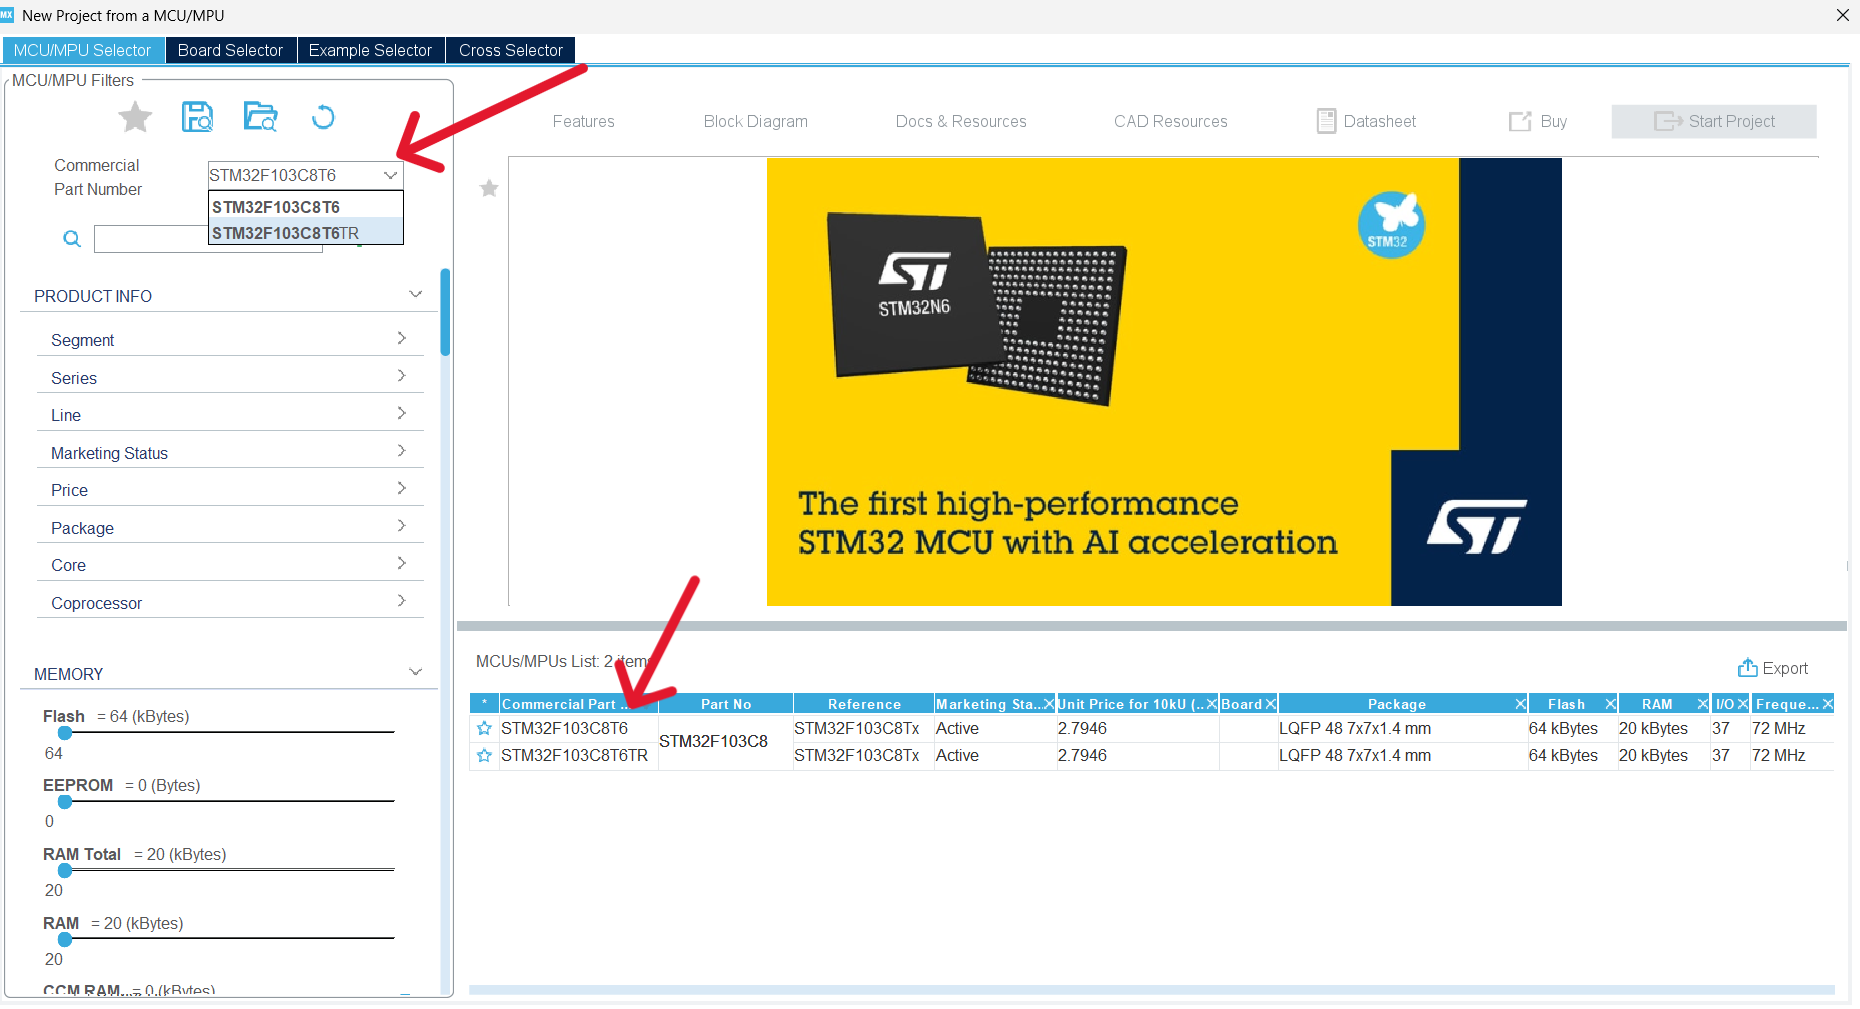 MX New Project from a MCU/MPU
MCU/MPU Selector Board Selector Example Selector Cross Selector
MCU/MPU Filters
Commercial
Part Number
STM32F103C8T6
STM32F103C8T6
STM32F103C8T6TR
PRODUCT INFO
Segment
Series
Line
Marketing Status
Price
Package
Core
Coprocessor
MEMORY
Flash = 64 (kBytes)
64
EEPROM = 0 (Bytes)
0
RAM Total = 20 (kBytes)
20
RAM = 20 (kBytes)
20
CCM RAM = 0 (kBytes)
Features Block Diagram Docs & Resources CAD Resources Datasheet Buy Start Project
STM32
ST
STM32N6
The first high-performance
STM32 MCU with AI acceleration
ST
MCUs/MPUs List: 2 items
Export
* Commercial Part ... Part No Reference Marketing Sta... Unit Price for 10kU (... Board Package Flash RAM I/O Freque...
STM32F103C8T6 STM32F103C8 STM32F103C8Tx Active 2.7946 LQFP 48 7x7x1.4 mm 64 kBytes 20 kBytes 37 72 MHz
STM32F103C8T6TR STM32F103C8Tx Active 2.7946 LQFP 48 7x7x1.4 mm 64 kBytes 20 kBytes 37 72 MHz